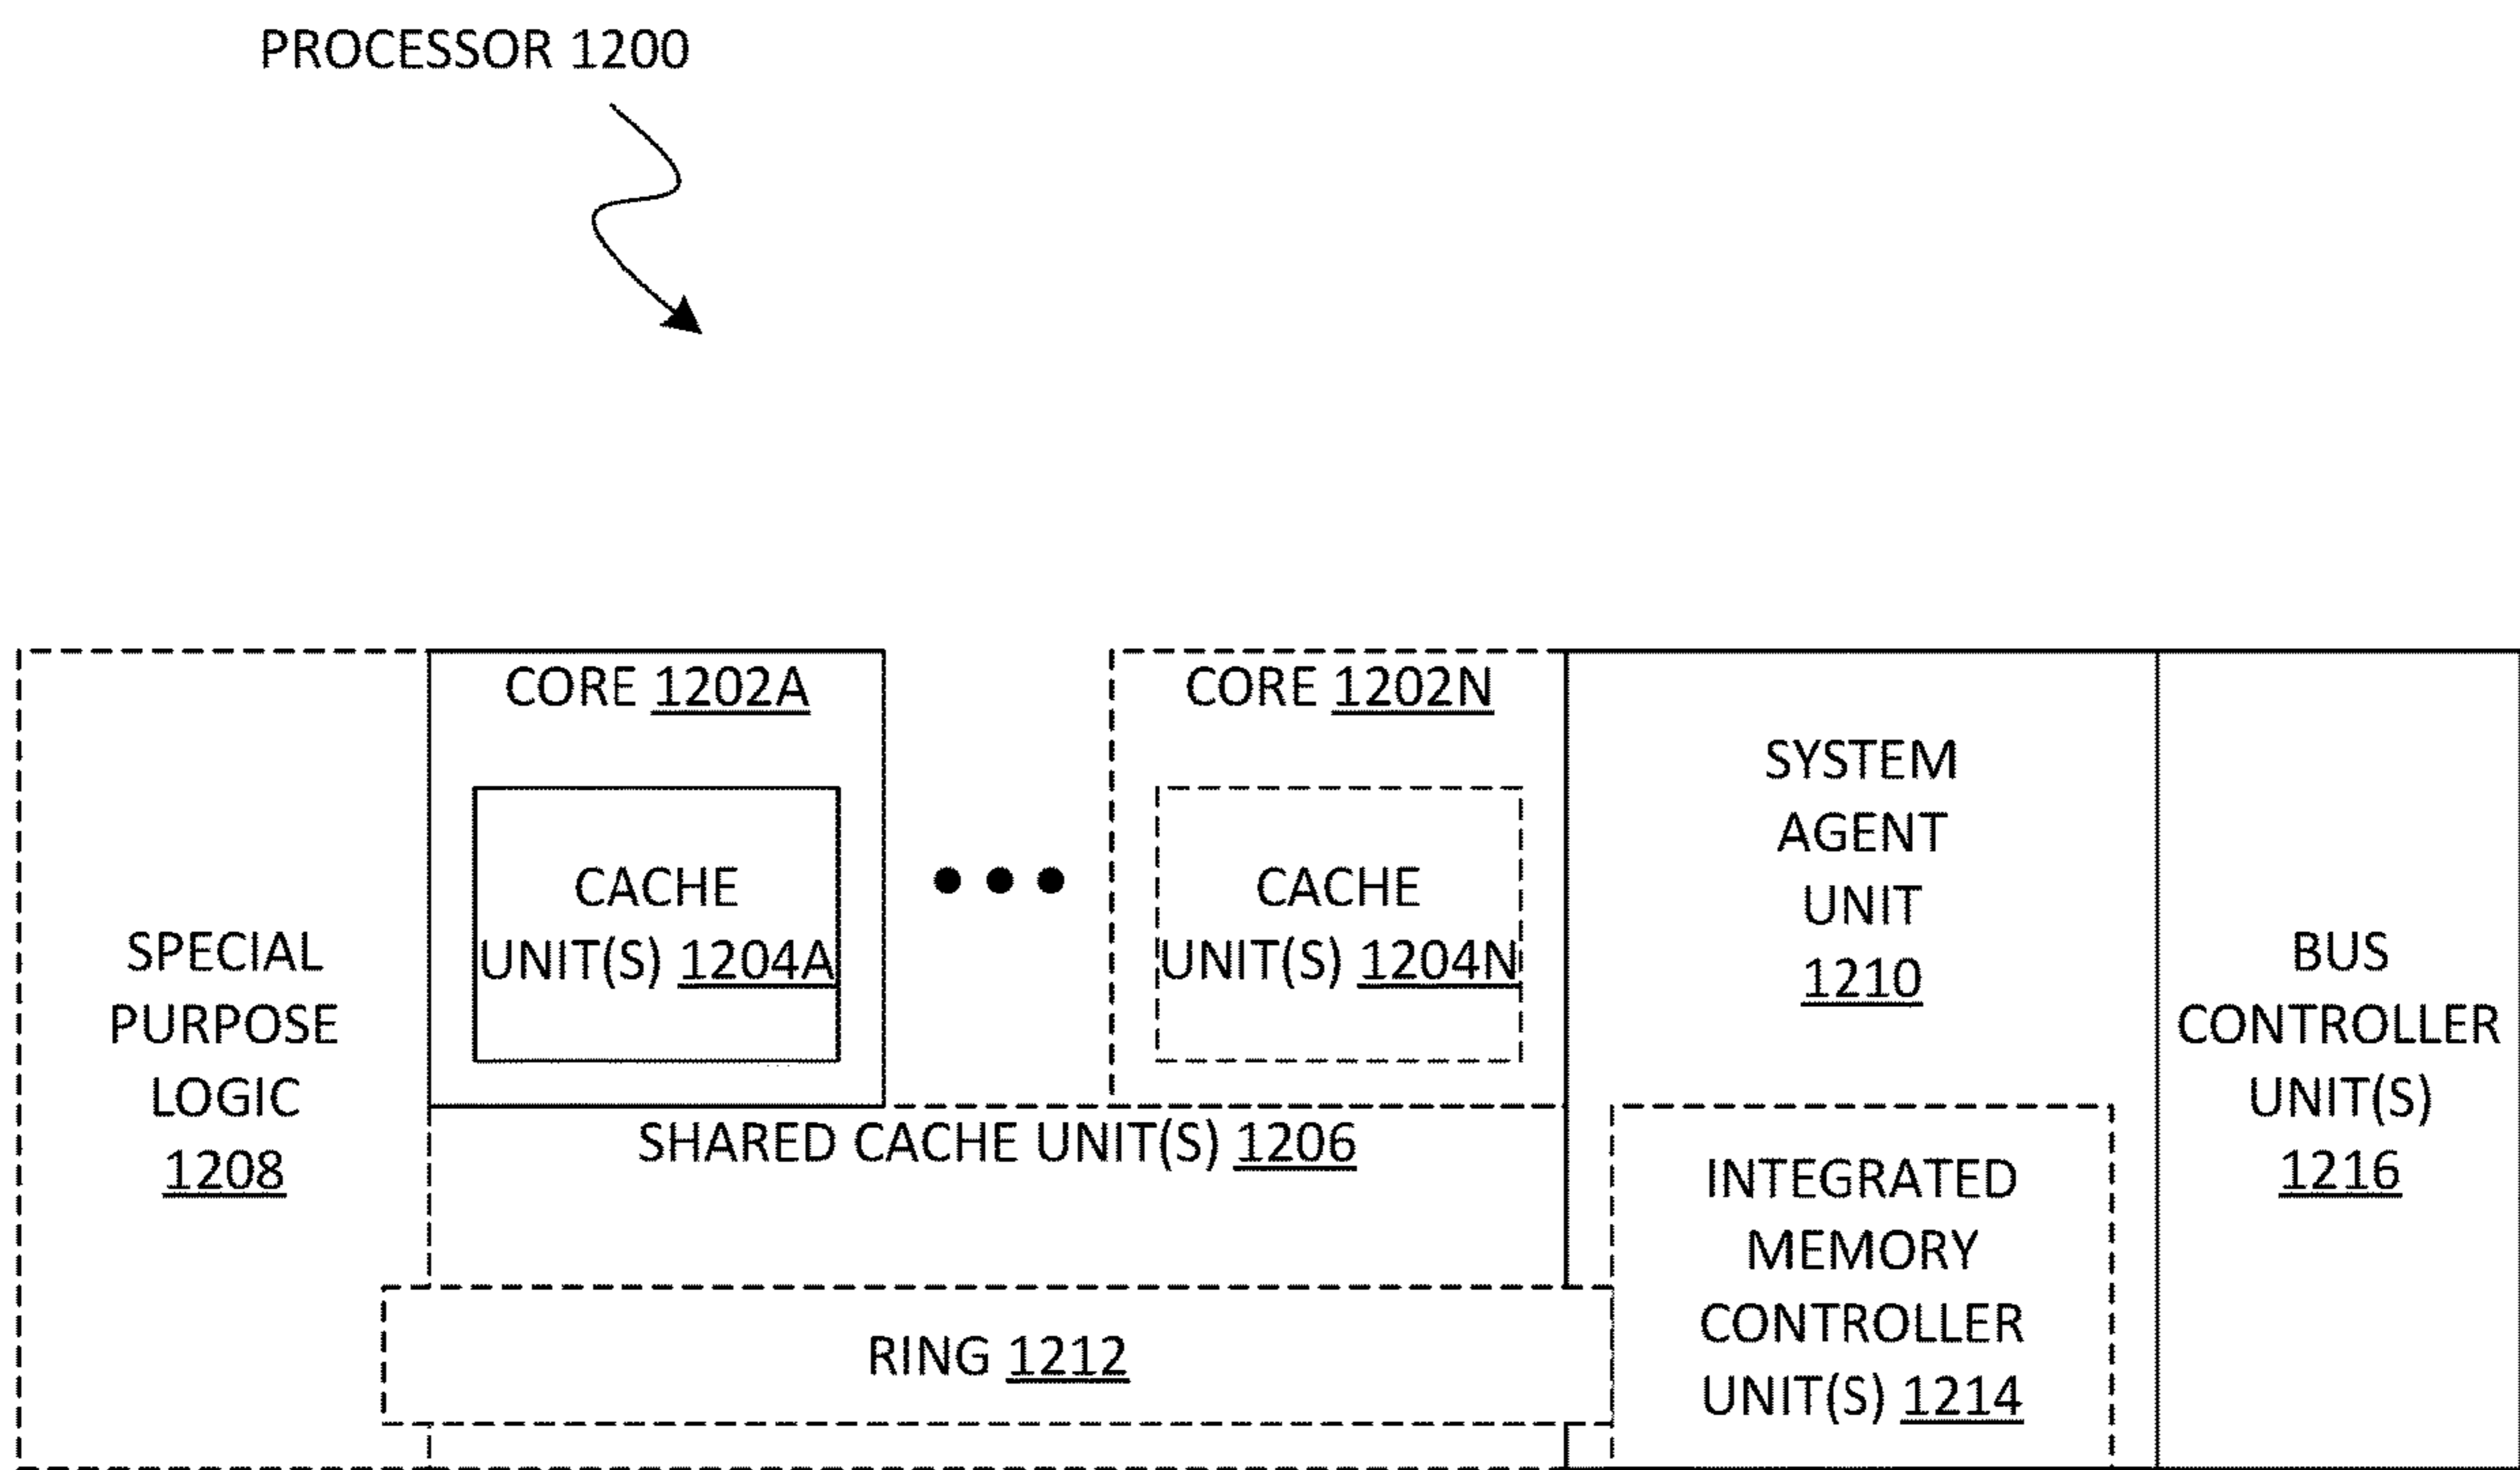 PROCESSOR 1200
CORE 1202A
CACHE
UNIT(S) 1204A
CORE 1202N
CACHE
UNIT(S) 1204N
SHARED CACHE UNIT(S) 1206
SPECIAL
PURPOSE
LOGIC
1208
RING 1212
SYSTEM
AGENT
UNIT
1210
INTEGRATED
MEMORY
CONTROLLER
UNIT(S) 1214
BUS
CONTROLLER
UNIT(S)
1216